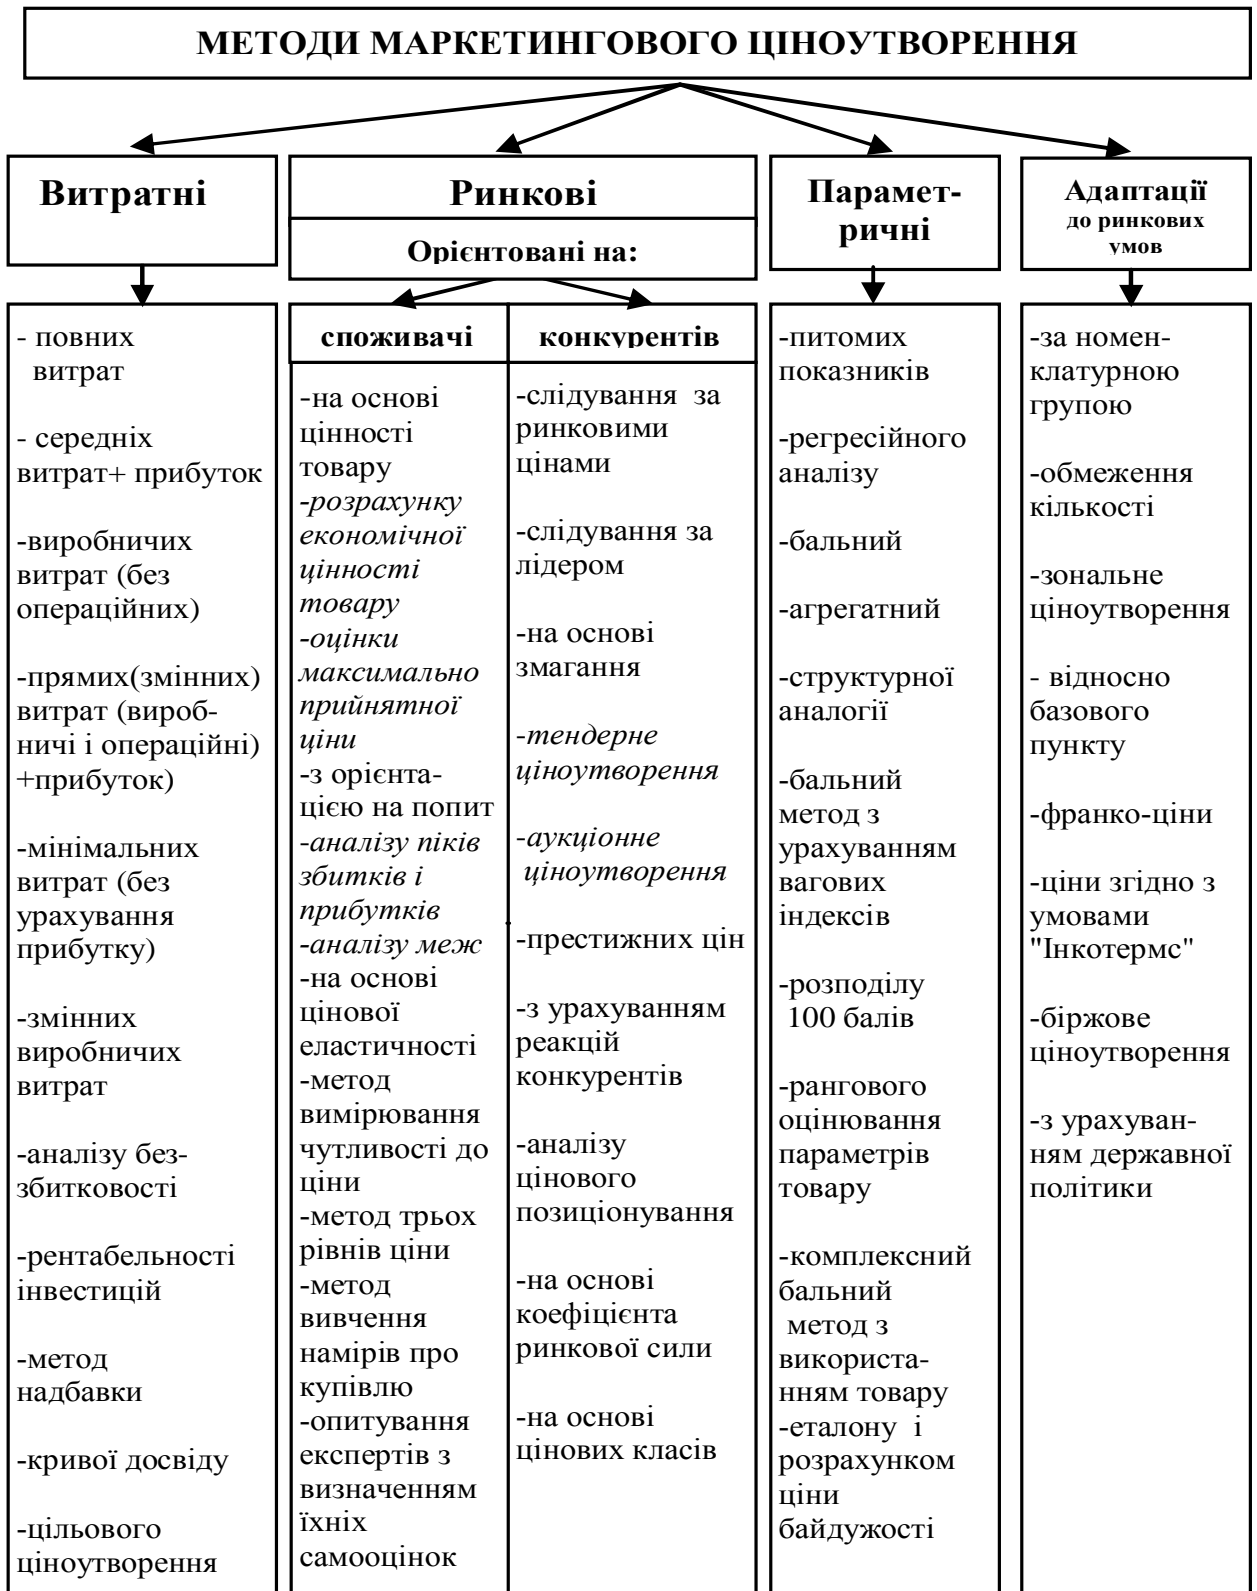 МЕТОДИ МАРКЕТИНГОВОГО ЦІНОУТВОРЕННЯ
Витратні
- повних
витрат
- середніх
витрат+ прибуток
-виробничих
витрат (без
операційних)
-прямих(змінних)
витрат (вироб-
ничі і операційні)
+прибуток)
-мінімальних
витрат (без
урахування
прибутку)
-змінних
виробничих
витрат
-аналізу без-
збитковості
-рентабельності
інвестицій
-метод
надбавки
-кривої досвіду
-цільового
ціноутворення
Ринкові
Орієнтовані на:
споживачі
-на основі
цінності
товару
-розрахунку
економічної
цінності
товару
-оцінки
максимально
прийнятної
ціни
-з орієнта-
цією на попит
-аналізу піків
збитків і
прибутків
-аналізу меж
-на основі
цінової
еластичності
-метод
вимірювання
чутливості до
ціни
-метод трьох
рівнів ціни
-метод
вивчення
намірів про
купівлю
-опитування
експертів з
визначенням
їхніх
самооцінок
конкурентів
-слідування за
ринковими
цінами
-слідування за
лідером
-на основі
змагання
-тендерне
ціноутворення
-аукціонне
ціноутворення
-престижних цін
-з урахуванням
реакцій
конкурентів
-аналізу
цінового
позиціонування
-на основі
коефіцієнта
ринкової сили
-на основі
цінових класів
Парамет-
ричні
-питомих
показників
-регресійного
аналізу
-бальний
-агрегатний
-структурної
аналогії
-бальний
метод з
урахуванням
вагових
індексів
-розподілу
100 балів
-рангового
оцінювання
параметрів
товару
-комплексний
бальний
метод з
використа-
нням товару
-еталону і
розрахунком
ціни
байдужості
Адаптації
до ринкових
умов
-за номен-
клатурною
групою
-обмеження
кількості
-зональне
ціноутворення
- відносно
базового
пункту
-франко-ціни
-ціни згідно з
умовами
"Інкотермс"
-біржове
ціноутворення
-з урахуван-
ням державної
політики